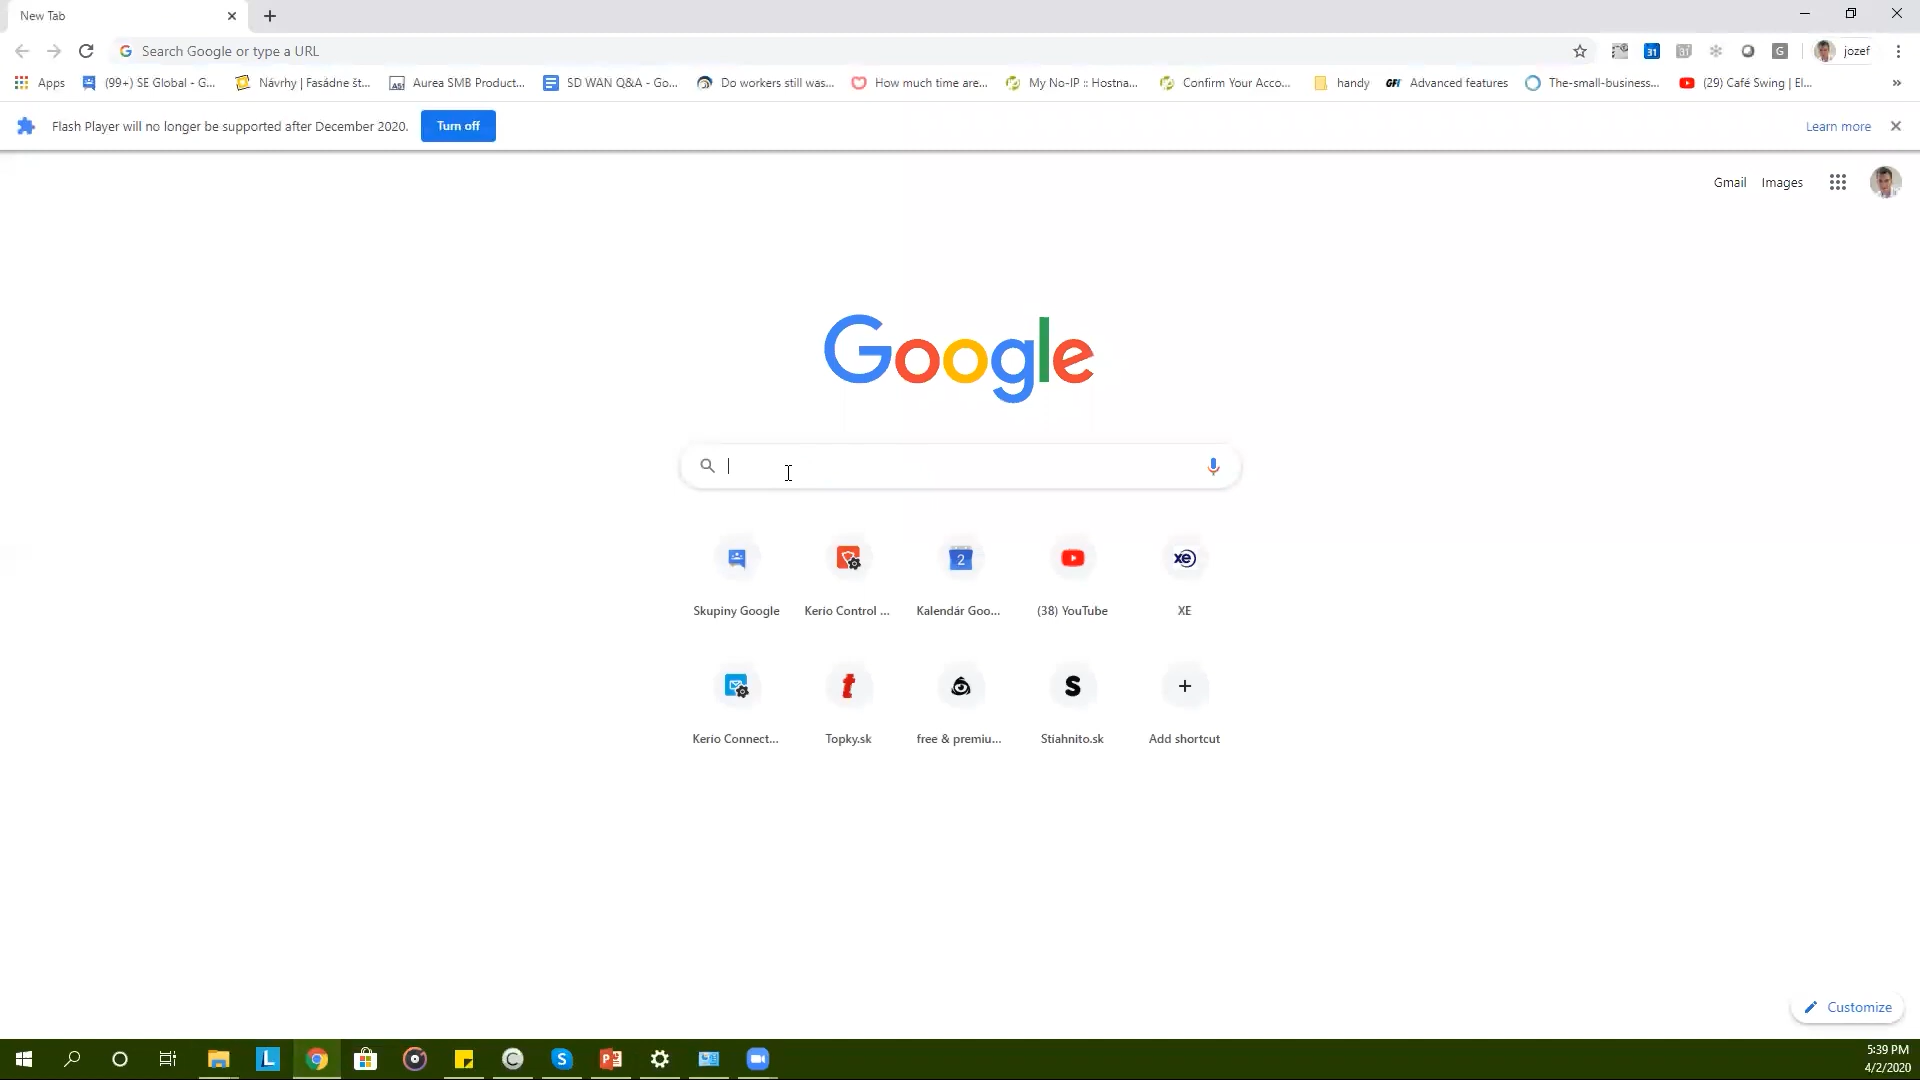 New Tab
Search Google or type a URL
jozef
Apps
(99+) SE Global - G...
Návrhy | Fasádne št...
Aurea SMB Product...
SD WAN Q&A - Go...
Do workers still was...
How much time are...
My No-IP :: Hostna...
Confirm Your Acco...
handy
GFI
Advanced features
The-small-business...
(29) Café Swing | El...
Flash Player will no longer be supported after December 2020.
Turn off
Learn more
Gmail
Images
Google
2
xe
Skupiny Google
Kerio Control ...
Kalendár Goo...
(38) YouTube
XE
t
S
Kerio Connect...
Topky.sk
free & premiu...
Stiahnito.sk
Add shortcut
Customize
5:39 PM
4/2/2020